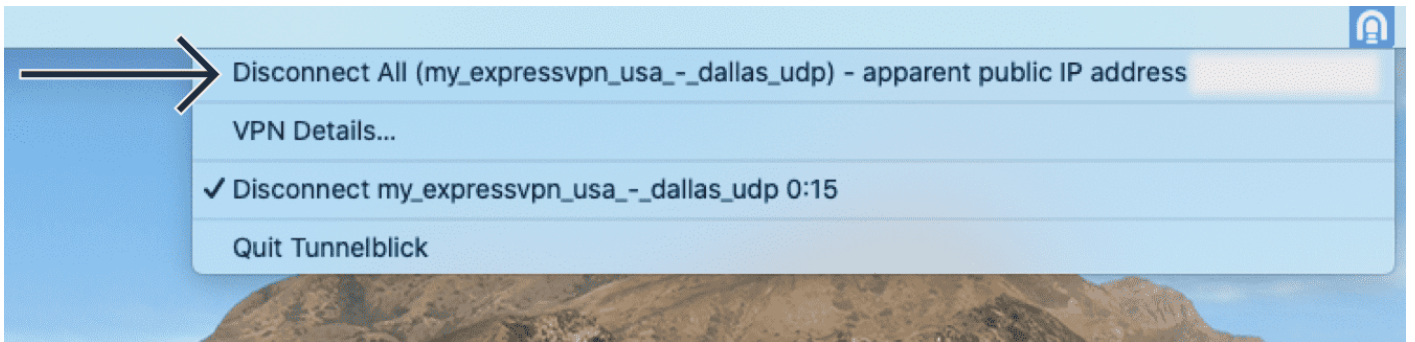 Disconnect All (my_expressvpn_usa_-_dallas_udp) - apparent public IP address
VPN Details...
✓ Disconnect my_expressvpn_usa_-_dallas_udp 0:15
Quit Tunnelblick